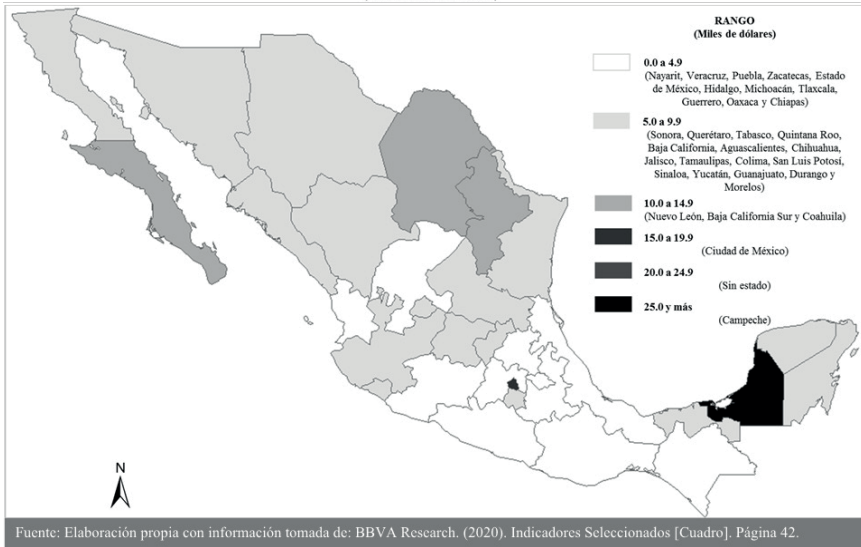 RANGO
(Miles de dólares)
0.0 a 4.9
(Nayarit, Veracruz, Puebla, Zacatecas, Estado
de México, Hidalgo, Michoacán, Tlaxcala,
Guerrero, Oaxaca y Chiapas)
5.0 a 9.9
(Sonora, Querétaro, Tabasco, Quintana Roo,
Baja California, Aguascalientes, Chihuahua,
Jalisco, Tamaulipas, Colima, San Luis Potosí,
Sinaloa, Yucatán, Guanajuato, Durango y
Morelos)
10.0 a 14.9
(Nuevo León, Baja California Sur y Coahuila)
15.0 a 19.9
(Ciudad de México)
20.0 a 24.9
(Sin estado)
25.0 y más
(Campeche)
N
Fuente: Elaboración propia con información tomada de: BBVA Research. (2020). Indicadores Seleccionados [Cuadro]. Página 42.